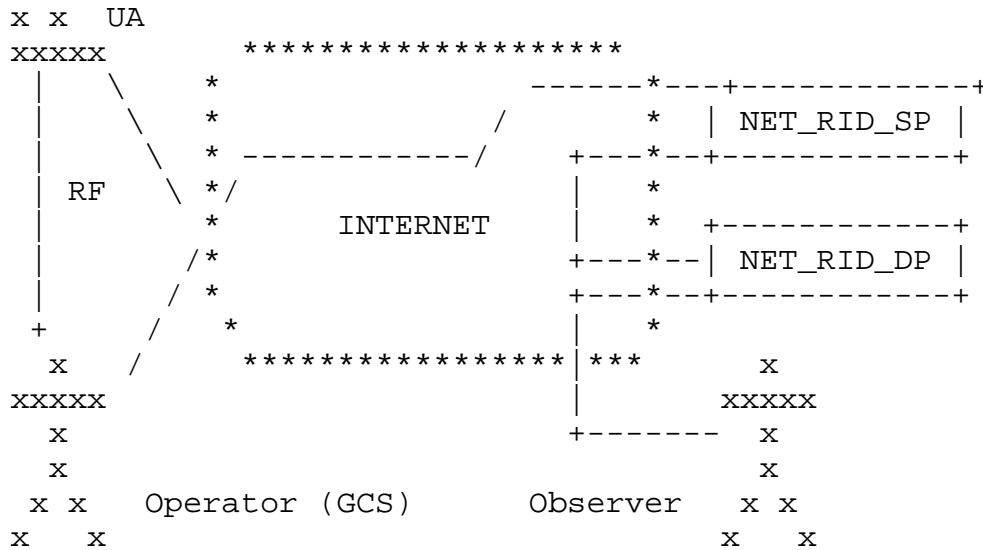 UA
NET_RID_SP
RF
INTERNET
NET_RID_DP
Operator (GCS) Observer